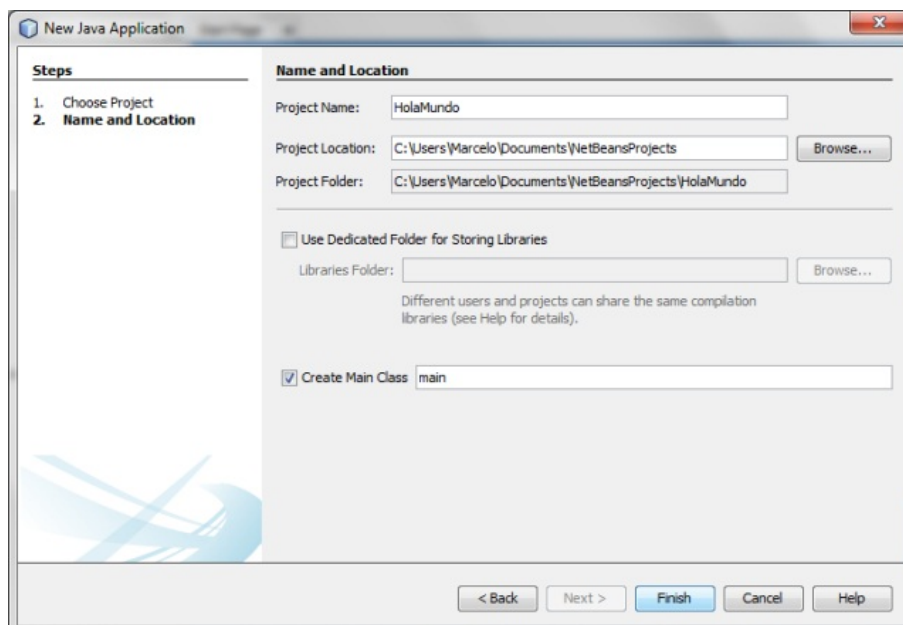 New Java Application
Steps
1. Choose Project
2. Name and Location
Name and Location
Project Name: HolaMundo
Project Location: C:\Users\Marcelo\Documents\NetBeansProjects Browse...
Project Folder: C:\Users\Marcelo\Documents\NetBeansProjects\HolaMundo
Use Dedicated Folder for Storing Libraries
Libraries Folder: Browse...
Different users and projects can share the same compilation
libraries (see Help for details).
Create Main Class main
< Back Next > Finish Cancel Help